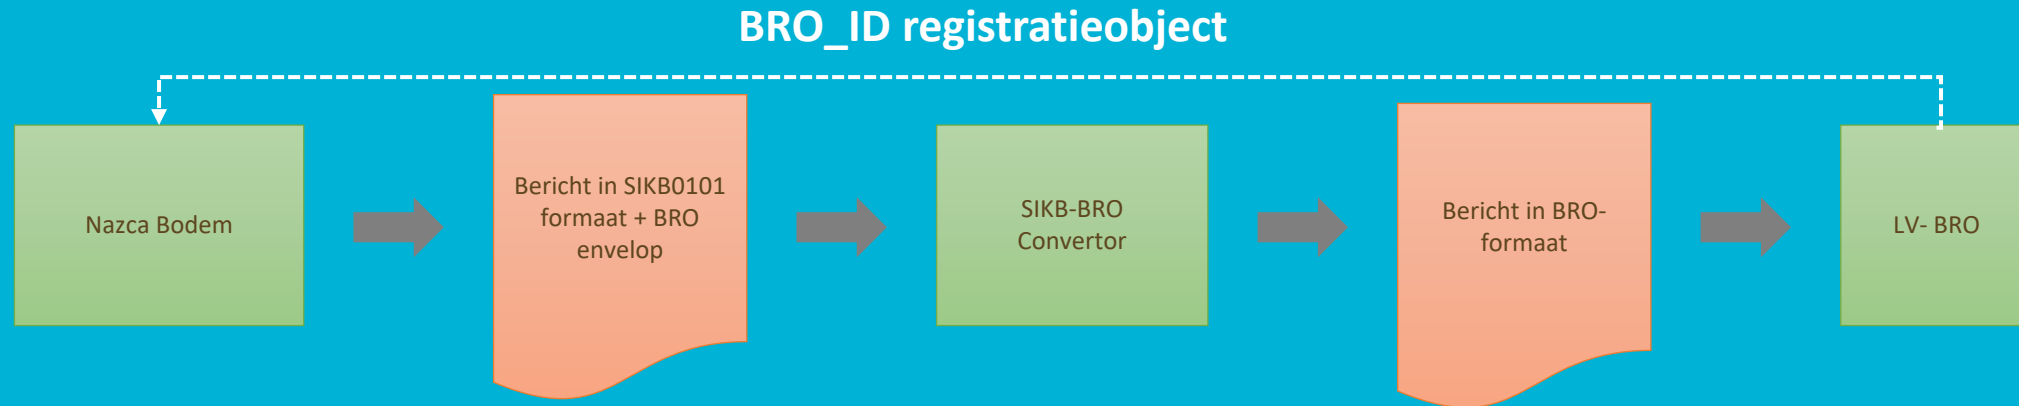 BRO_ID registratieobject
Nazca Bodem
Bericht in SIKB0101
formaat + BRO
envelop
SIKB-BRO
Convertor
Bericht in BRO-
formaat
LV- BRO